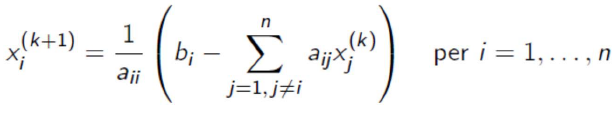 x_i^{(k+1)} = \frac{1}{a_{ii}} \left( b_i - \sum_{j=1, j \neq i}^{n} a_{ij} x_j^{(k)} \right) per i = 1, . . . , n